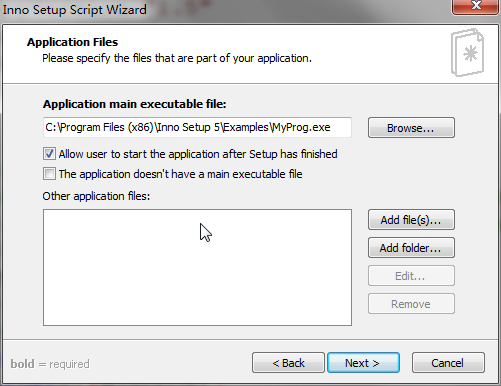 Inno Setup Script Wizard
Application Files
Please specify the files that are part of your application.
Application main executable file:
C:\Program Files (x86)\Inno Setup 5\Examples\MyProg.exe
Browse...
Allow user to start the application after Setup has finished
The application doesn't have a main executable file
Other application files:
Add file(s)...
Add folder...
Edit...
Remove
bold = required
< Back
Next >
Cancel